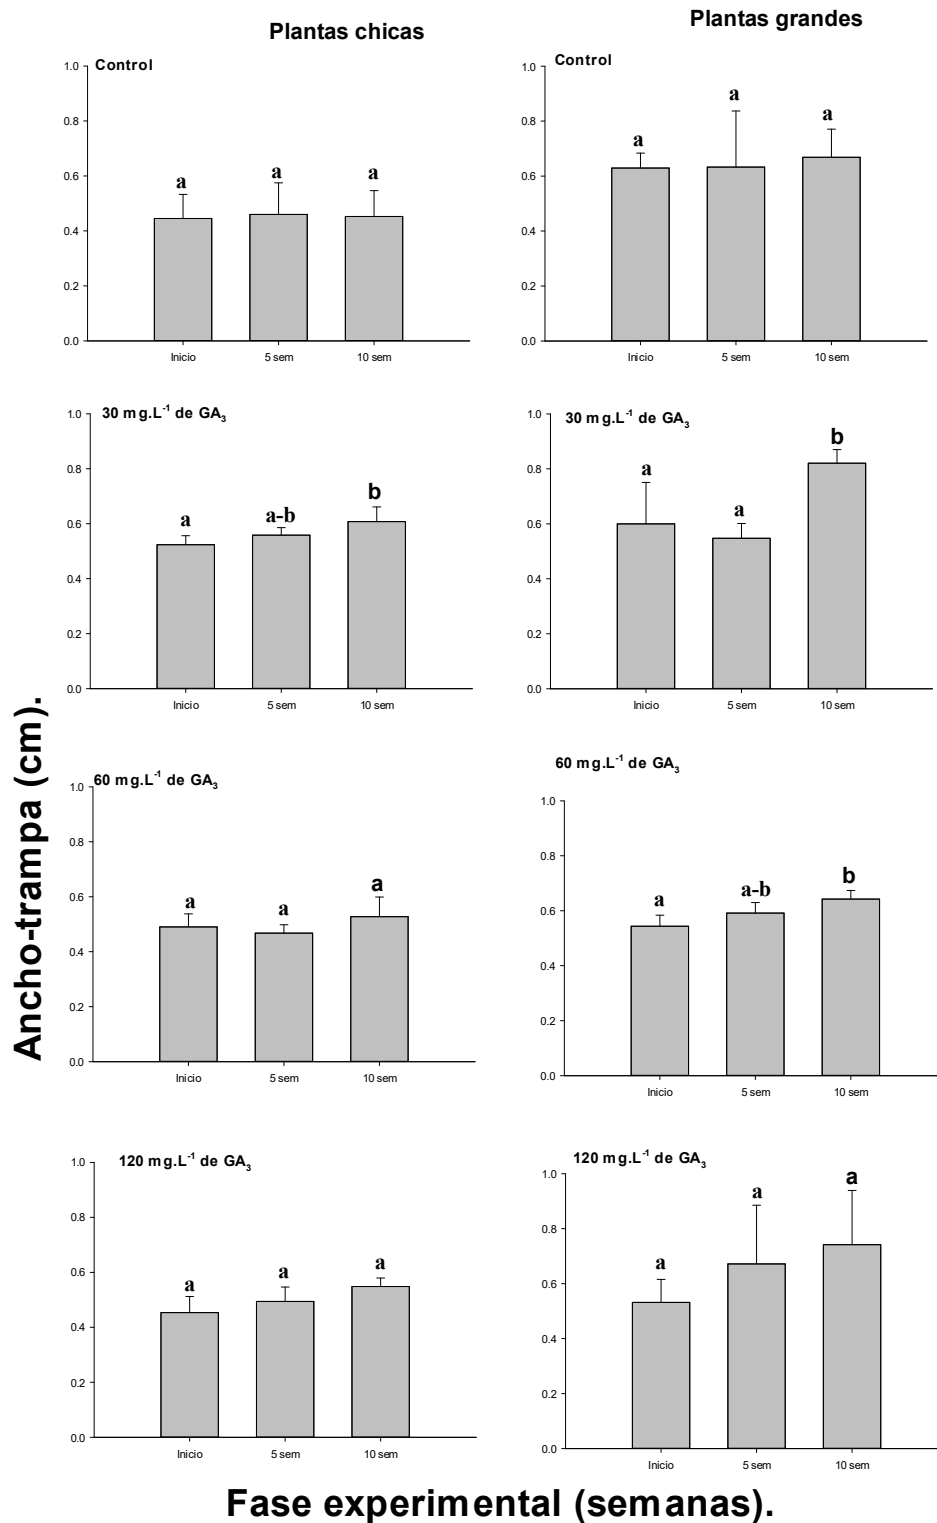 Plantas chicas
Plantas grandes
Control
1.0
0.8
0.6
0.4
0.2
0.0
a
a
a
Inicio
5 sem
10 sem
Control
1.0
0.8
0.6
0.4
0.2
0.0
a
a
a
Inicio
5 sem
10 sem
30 mg.L⁻¹ de GA₃
1.0
0.8
0.6
0.4
0.2
0.0
a
a-b
b
Inicio
5 sem
10 sem
30 mg.L⁻¹ de GA₃
1.0
0.8
0.6
0.4
0.2
0.0
a
a
b
Inicio
5 sem
10 sem
Ancho-trampa (cm).
60 mg.L⁻¹ de GA₃
1.0
0.8
0.6
0.4
0.2
0.0
a
a
a
Inicio
5 sem
10 sem
60 mg.L⁻¹ de GA₃
1.0
0.8
0.6
0.4
0.2
0.0
a
a-b
b
Inicio
5 sem
10 sem
120 mg.L⁻¹ de GA₃
1.0
0.8
0.6
0.4
0.2
0.0
a
a
a
Inicio
5 sem
10 sem
120 mg.L⁻¹ de GA₃
1.0
0.8
0.6
0.4
0.2
0.0
a
a
a
Inicio
5 sem
10 sem
Fase experimental (semanas).